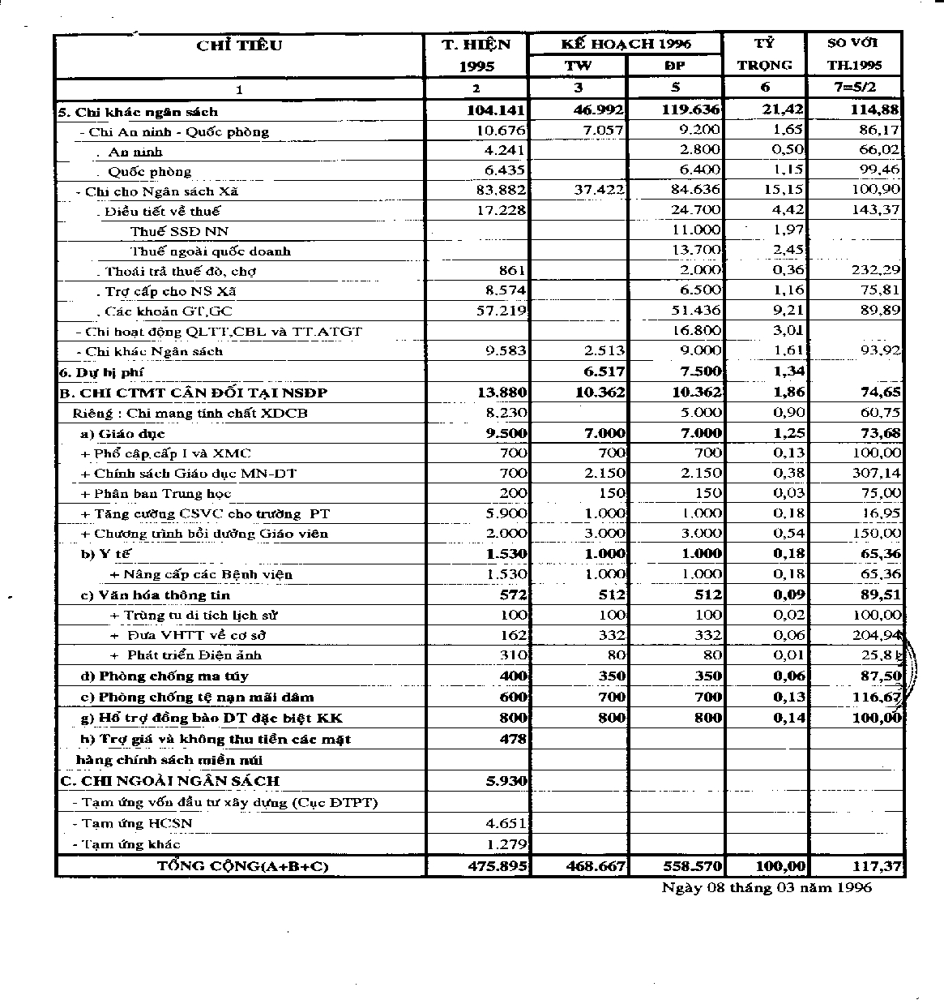 CHỈ TIÊU T. HIỆN KẾ HOẠCH 1996 TỶ SO VỚI
1995 TW ĐP TRỌNG TH.1995
1 2 3 5 6 7=5/2
5. Chi khác ngân sách 104.141 46.992 119.636 21,42 114,88
- Chi An ninh - Quốc phòng 10.676 7.057 9.200 1,65 86,17
. An ninh 4.241 2.800 0,50 66,02
. Quốc phòng 6.435 6.400 1,15 99,46
- Chi cho Ngân sách Xã 83.882 37.422 84.636 15,15 100,90
. Điều tiết về thuế 17.228 24.700 4,42 143,37
Thuế SSĐ NN 11.000 1,97
Thuế ngoài quốc doanh 13.700 2,45
. Thoái trả thuế đò, chợ 861 2.000 0,36 232,29
. Trợ cấp cho NS Xã 8.574 6.500 1,16 75,81
. Các khoản GT,GC 57.219 51.436 9,21 89,89
- Chi hoạt động QLTT,CBL và TT.ATGT 16.800 3,01
- Chi khác Ngân sách 9.583 2.513 9.000 1,61 93,92
6. Dự bị phí 6.517 7.500 1,34
B. CHI CTMT CÂN ĐỐI TẠI NSĐP 13.880 10.362 10.362 1,86 74,65
Riêng : Chi mang tính chất XDCB 8.230 5.000 0,90 60,75
a) Giáo dục 9.500 7.000 7.000 1,25 73,68
+ Phổ cập cấp I và XMC 700 700 700 0,13 100,00
+ Chính sách Giáo dục MN-DT 700 2.150 2.150 0,38 307,14
+ Phân ban Trung học 200 150 150 0,03 75,00
+ Tăng cường CSVC cho trường PT 5.900 1.000 1.000 0,18 16,95
+ Chương trình bồi dưỡng Giáo viên 2.000 3.000 3.000 0,54 150,00
b) Y tế 1.530 1.000 1.000 0,18 65,36
+ Nâng cấp các Bệnh viện 1.530 1.000 1.000 0,18 65,36
c) Văn hóa thông tin 572 512 512 0,09 89,51
+ Trùng tu di tích lịch sử 100 100 100 0,02 100,00
+ Đưa VHTT về cơ sở 162 332 332 0,06 204,94
+ Phát triển Điện ảnh 310 80 80 0,01 25,81
d) Phòng chống ma túy 400 350 350 0,06 87,50
e) Phòng chống tệ nạn mãi dâm 600 700 700 0,13 116,67
g) Hổ trợ đồng bào DT đặc biệt KK 800 800 800 0,14 100,00
h) Trợ giá và không thu tiền các mặt 478
hàng chính sách miền núi
C. CHI NGOÀI NGÂN SÁCH 5.930
- Tạm ứng vốn đầu tư xây dựng (Cục ĐTPT)
- Tạm ứng HCSN 4.651
- Tạm ứng khác 1.279
TỔNG CỘNG(A+B+C) 475.895 468.667 558.570 100,00 117,37
Ngày 08 tháng 03 năm 1996